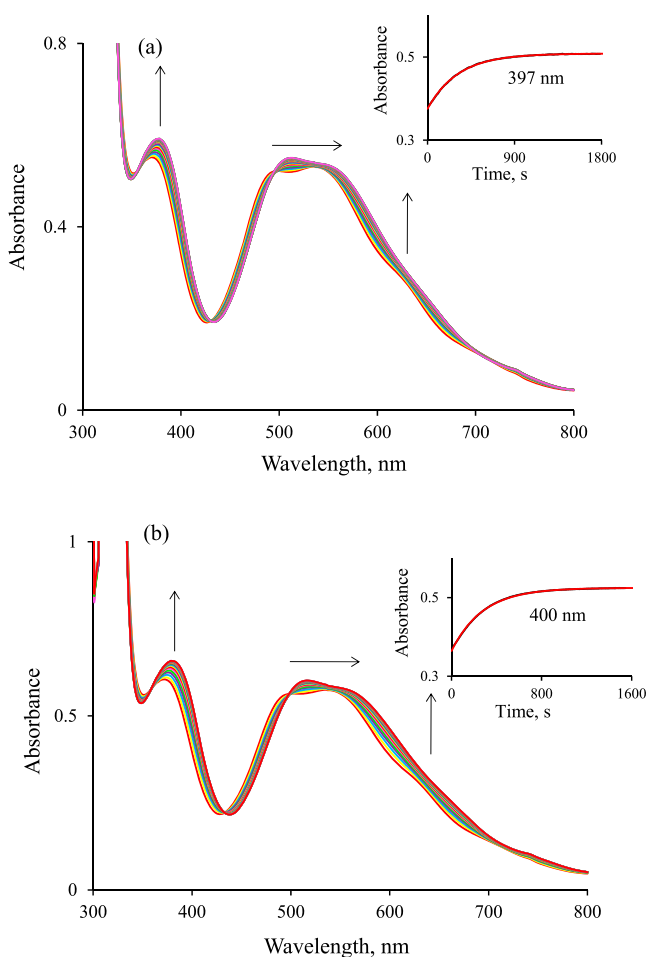 (a)
0.8
0.4
0
Absorbance
300 400 500 600 700 800
Wavelength, nm
0.5
0.3
Absorbance
397 nm
0 900 1800
Time, s
(b)
1
0.5
0
Absorbance
300 400 500 600 700 800
Wavelength, nm
0.5
0.3
Absorbance
400 nm
0 800 1600
Time, s